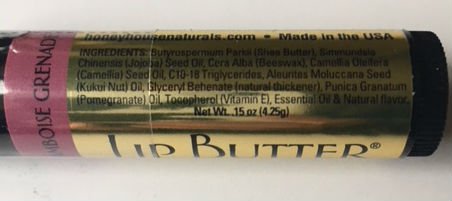 honeyhousenaturals.com • Made in the USA
INGREDIENTS: Butyrospermum Parkii (Shea Butter), Simmondsia
Chinensis (Jojoba) Seed Oil, Cera Alba (Beeswax), Camellia Oleifera
(Camellia) Seed Oil, C10-18 Triglycerides, Aleurites Moluccana Seed
(Kukui Nut) Oil, Glyceryl Behenate (natural thickener), Punica Granatum
(Pomegranate) Oil, Tocopherol (Vitamin E), Essential Oil & Natural flavor.
Net Wt. .15 oz (4.25g)
LIP BUTTER®
MBOISE GRENADE